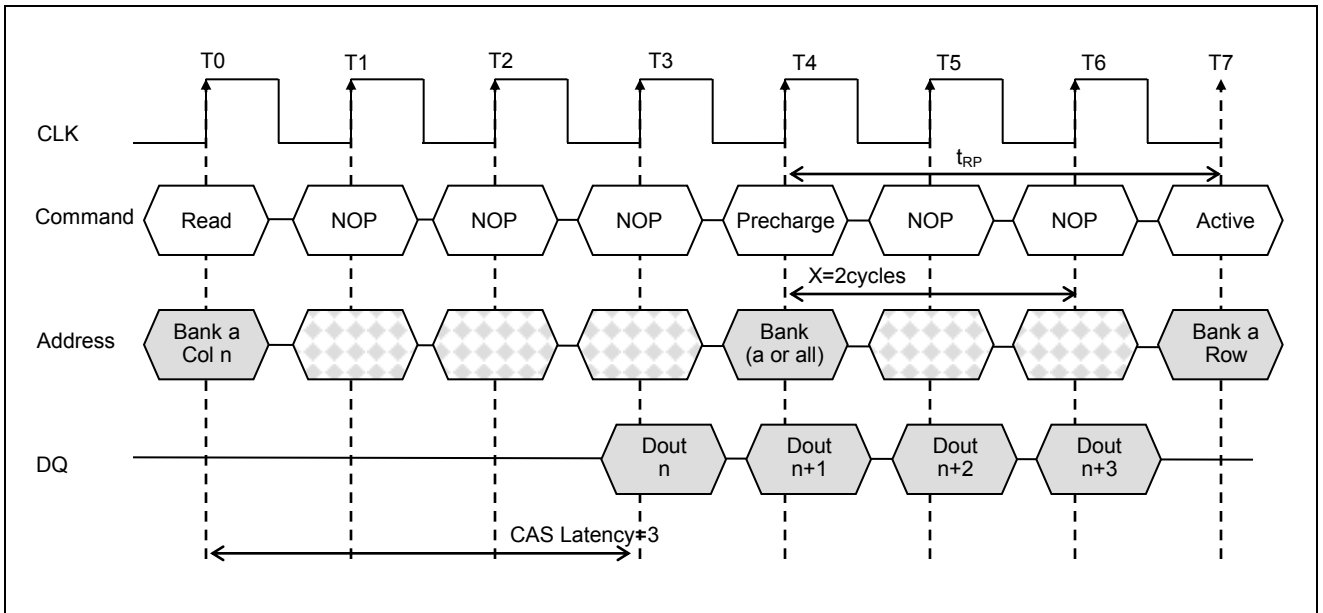 T0 T1 T2 T3 T4 T5 T6 T7
CLK
tRP
Command Read NOP NOP NOP Precharge NOP NOP Active
X=2cycles
Address Bank a Col n Bank (a or all) Bank a Row
DQ Dout n Dout n+1 Dout n+2 Dout n+3
CAS Latency=3